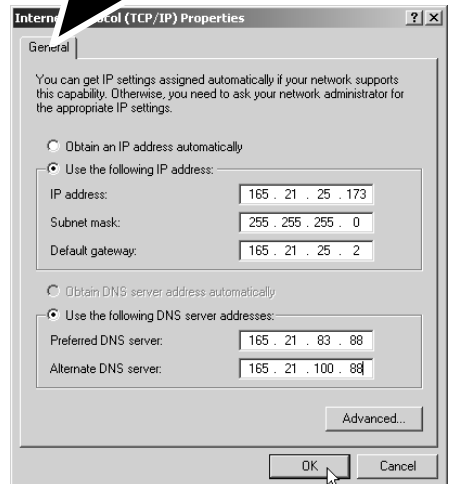 Intern ocol (TCP/IP) Properties
General
You can get IP settings assigned automatically if your network supports
this capability. Otherwise, you need to ask your network administrator for
the appropriate IP settings.
Obtain an IP address automatically
Use the following IP address:
IP address: 165 . 21 . 25 . 173
Subnet mask: 255 . 255 . 255 . 0
Default gateway: 165 . 21 . 25 . 2
Obtain DNS server address automatically
Use the following DNS server addresses:
Preferred DNS server: 165 . 21 . 83 . 88
Alternate DNS server: 165 . 21 . 100 . 88
Advanced...
OK Cancel